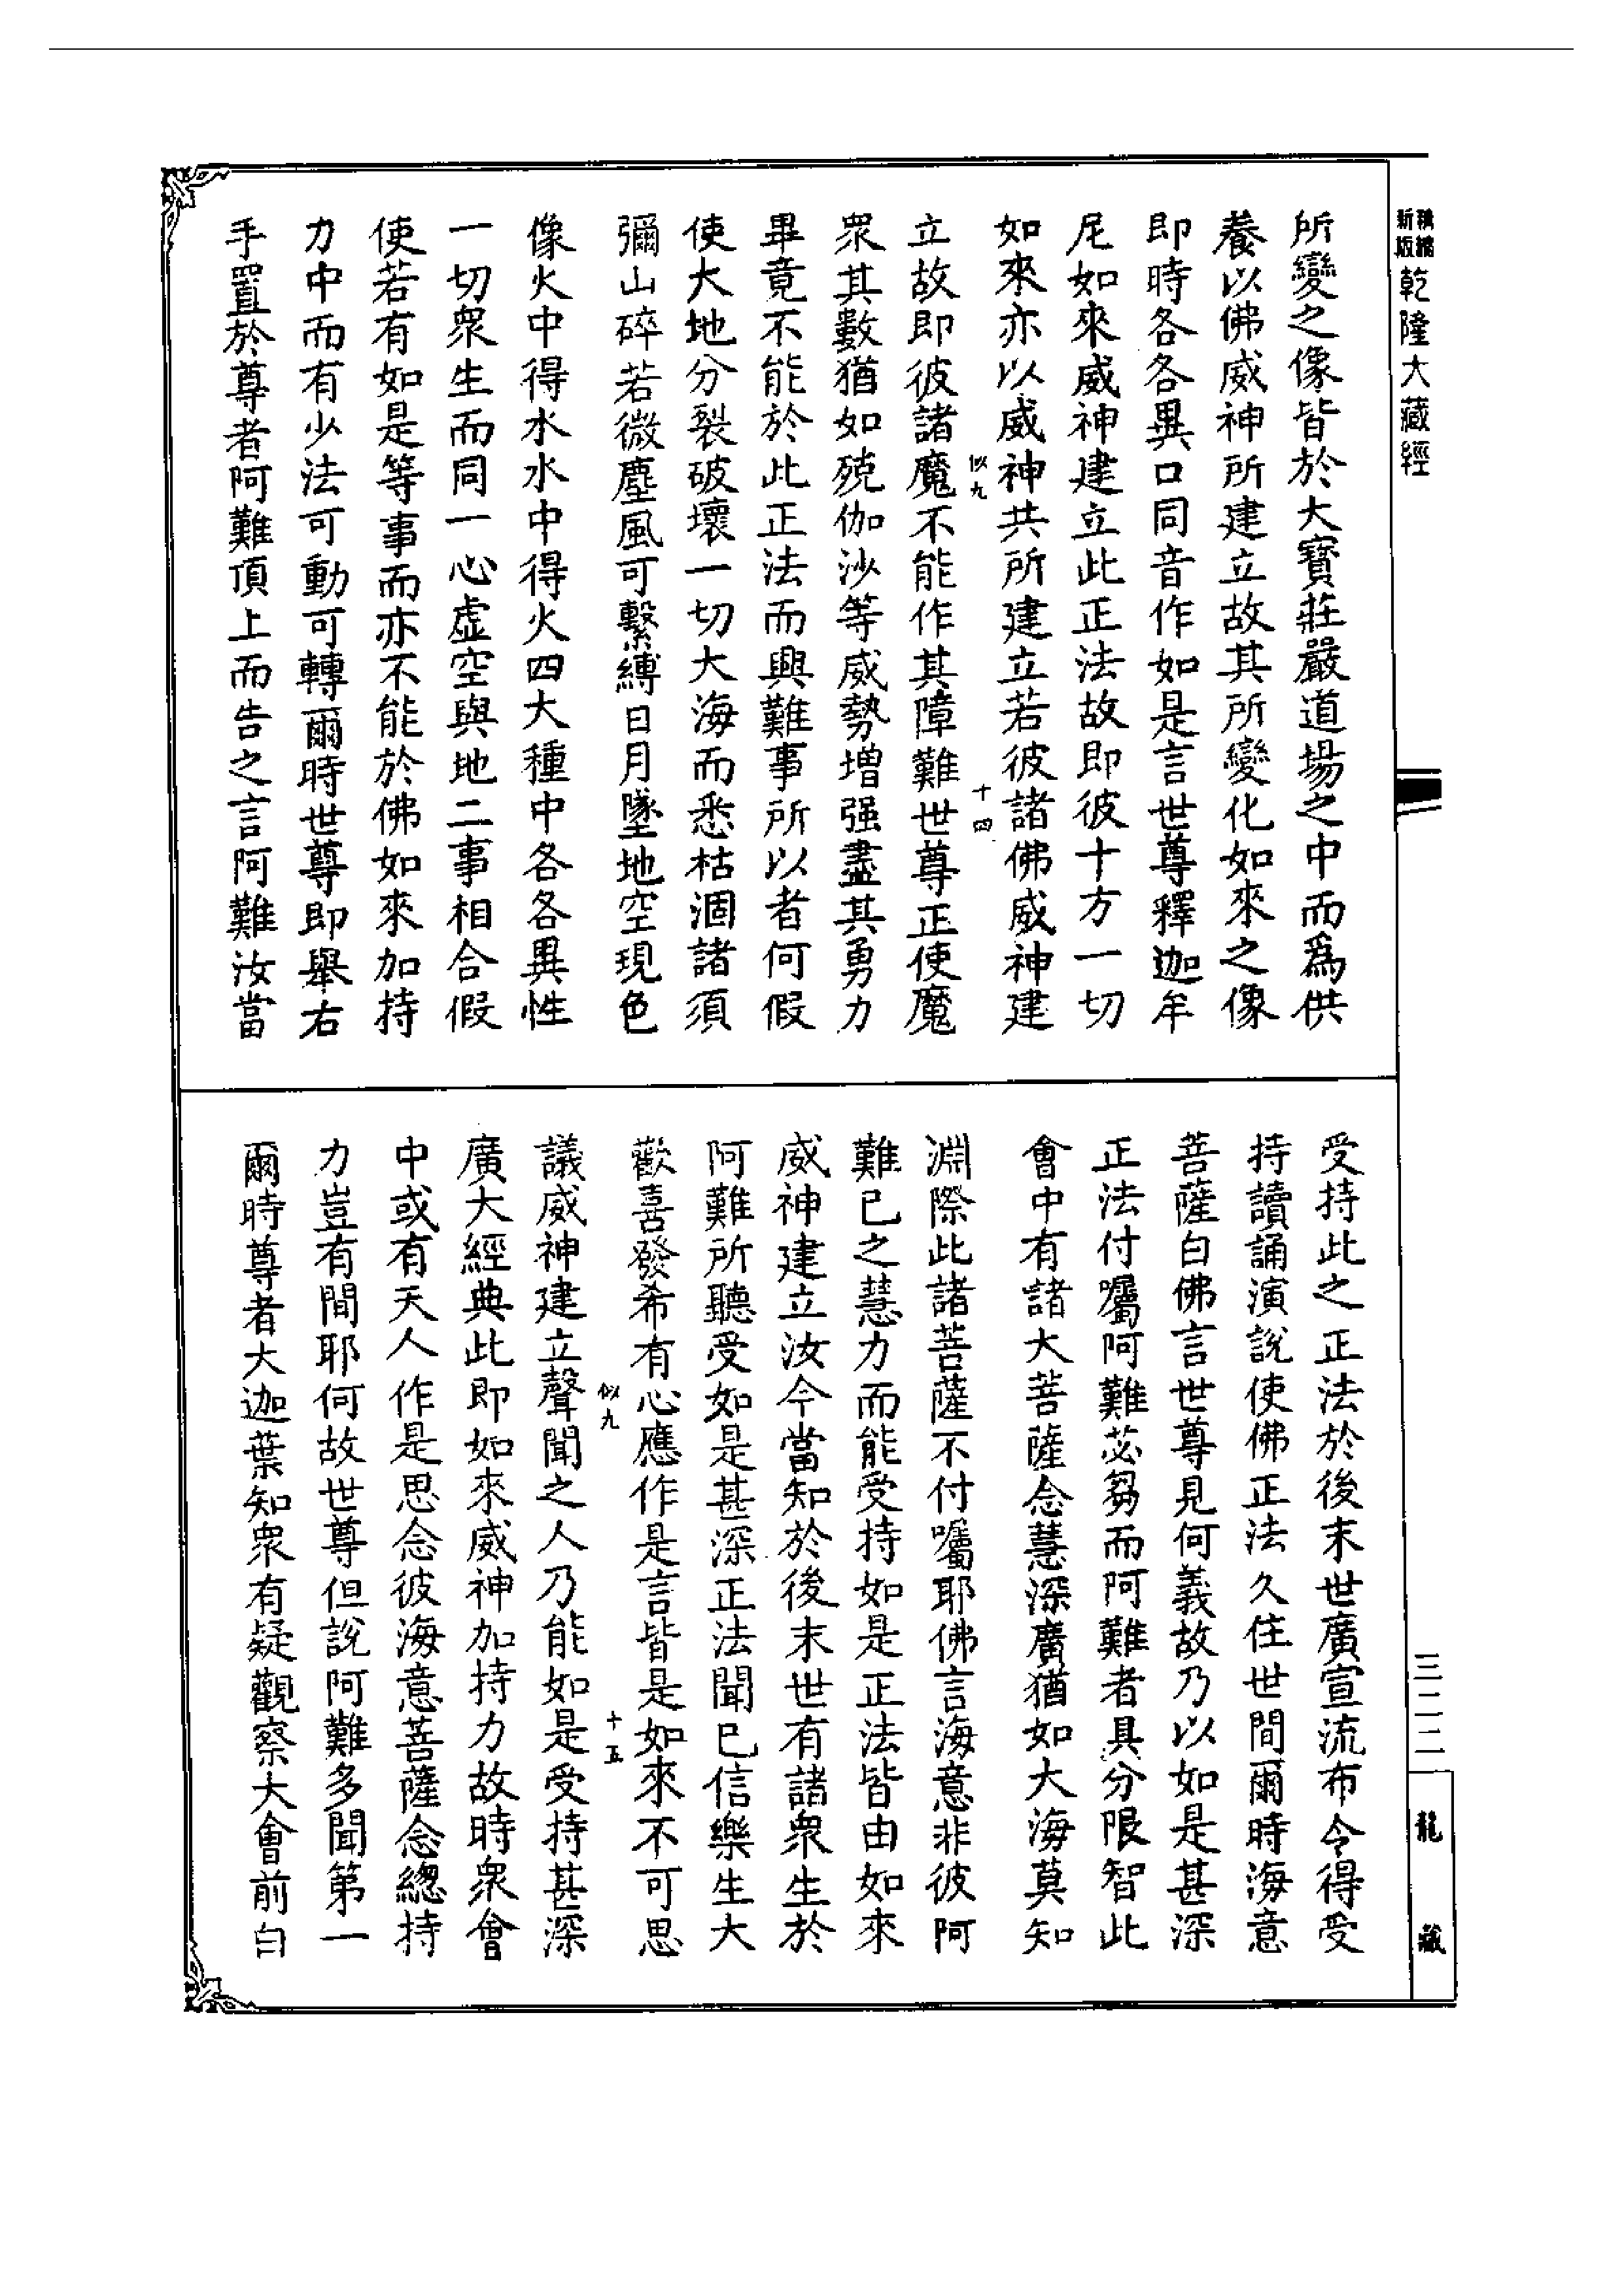 精縮新版
乾隆大藏經
所變之像皆於大寳莊嚴道場之中而爲供
養以佛威神所建立故其所變化如來之像
即時各各異口同音作如是言世尊釋迦牟
尼如來威神建立此正法故即彼十方一切
如來亦以威神共所建立若彼諸佛威神建
似九
十四
立故即彼諸魔不能作其障難世尊正使魔
衆其數猶如殑伽沙等威勢增强盡其勇力
畢竟不能於此正法而興難事所以者何假
使大地分裂破壞一切大海而悉枯涸諸須
彌山碎若微塵風可繫縛日月墜地空現色
像火中得水水中得火四大種中各各異性
一切衆生而同一心虛空與地二事相合假
使若有如是等事而亦不能於佛如來加持
力中而有少法可動可轉爾時世尊即舉右
手置於尊者阿難頂上而告之言阿難汝當
受持此之正法於後末世廣宣流布令得受
持讀誦演說使佛正法久住世間爾時海意
菩薩白佛言世尊見何義故乃以如是甚深
正法付囑阿難苾芻而阿難者具分限智此
會中有諸大菩薩念慧深廣猶如大海莫知
淵際此諸菩薩不付囑耶佛言海意非彼阿
難已之慧力而能受持如是正法皆由如來
威神建立汝今當知於後末世有諸衆生於
阿難所聽受如是甚深正法聞已信樂生大
歡喜發希有心應作是言皆是如來不可思
似九
十五
議威神建立聲聞之人乃能如是受持甚深
廣大經典此即如來威神加持力故時衆會
中或有天人作是思念彼海意菩薩念總持
力豈有間耶何故世尊但說阿難多聞第一
爾時尊者大迦葉知衆有疑觀察大會前白
三二二
龍藏